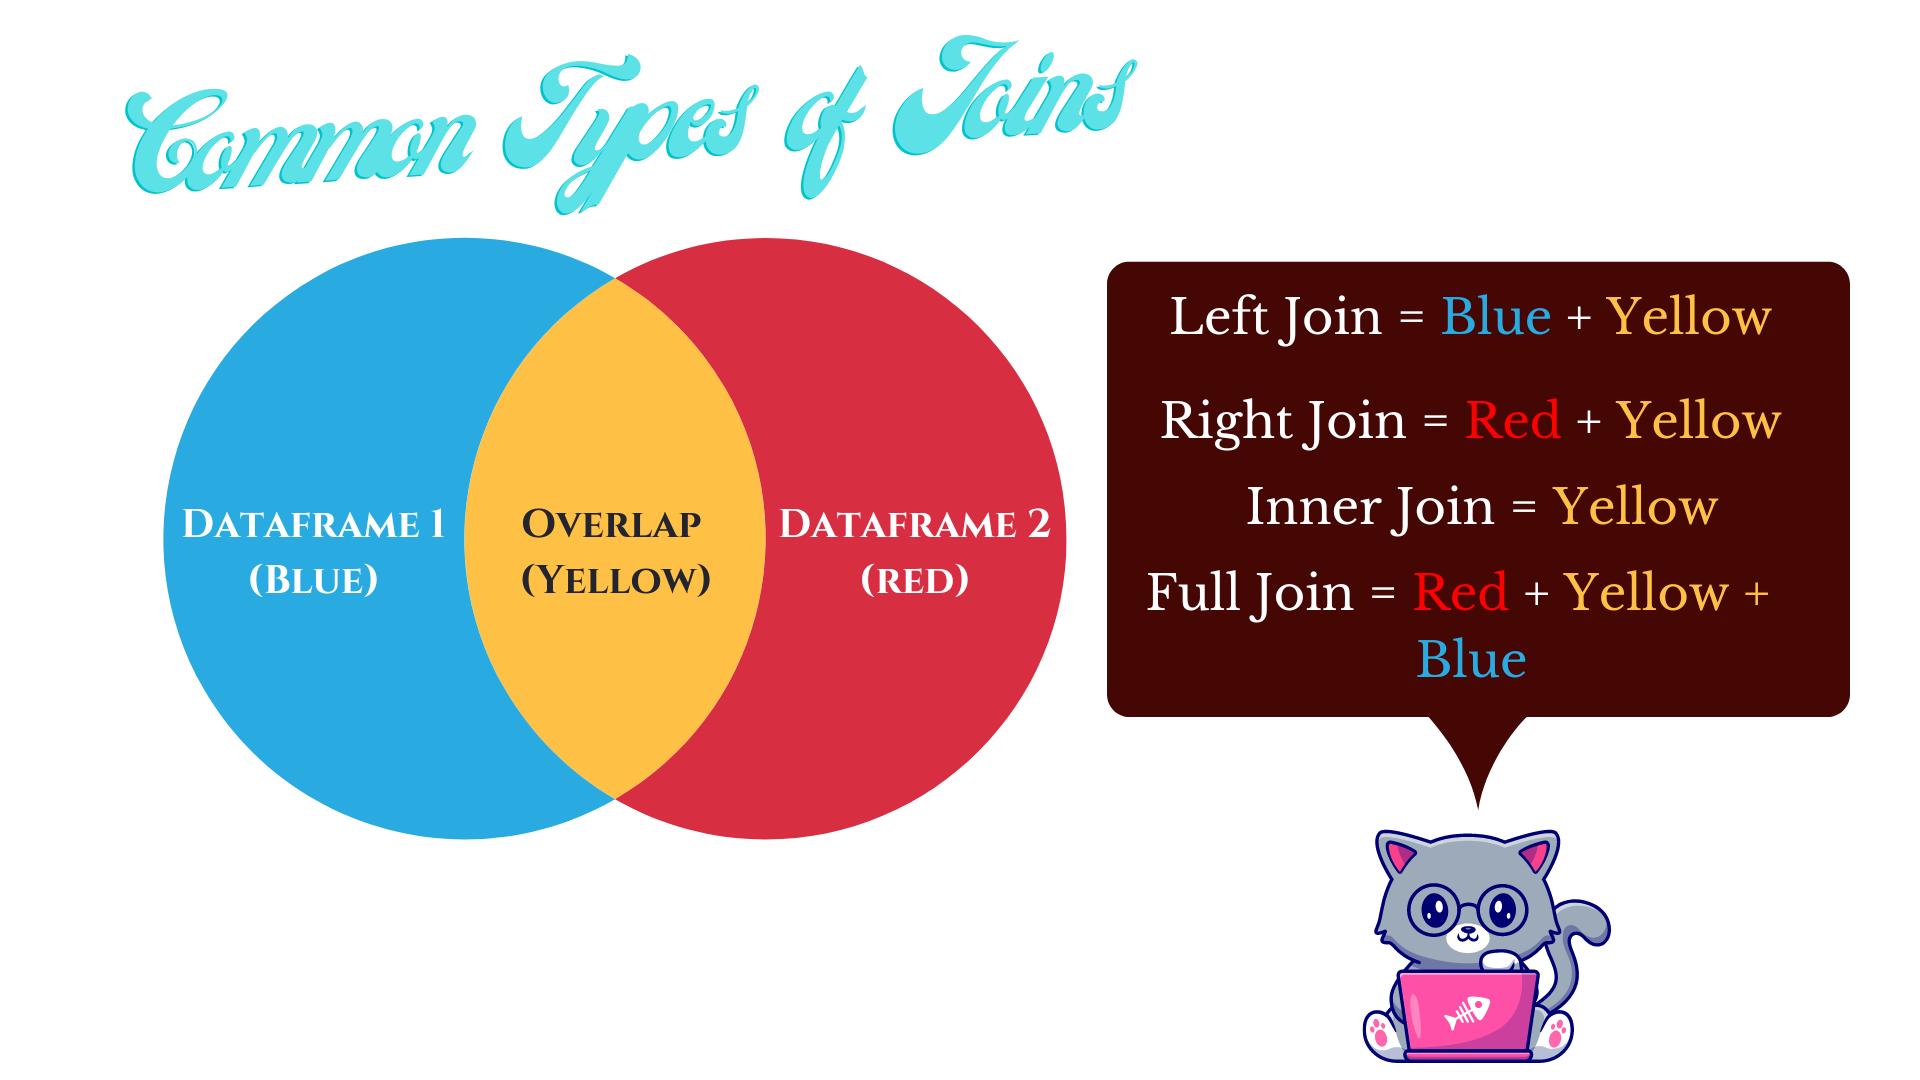 Common Types of Joins
Dataframe 1
(Blue)
Overlap
(Yellow)
Dataframe 2
(red)
Left Join = Blue + Yellow
Right Join = Red + Yellow
Inner Join = Yellow
Full Join = Red + Yellow +
Blue